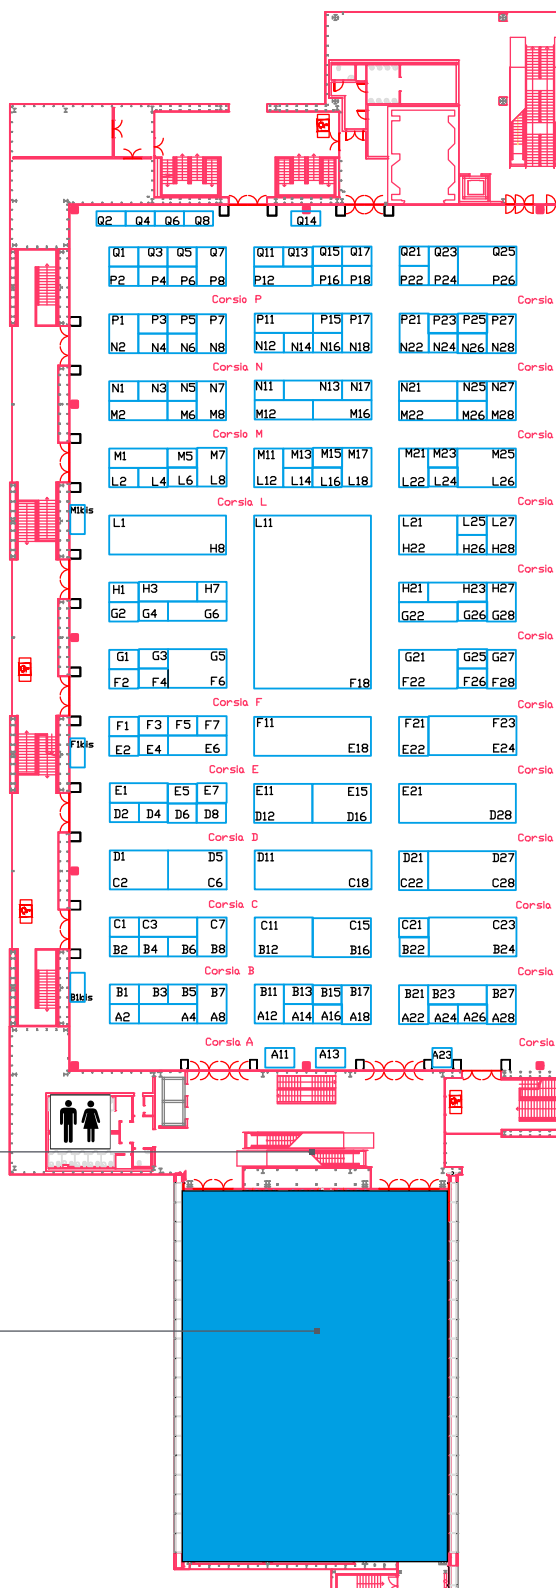 Q2 Q4 Q6 Q8 Q14
Q1 Q3 Q5 Q7 Q11 Q13 Q15 Q17 Q21 Q23 Q25
P2 P4 P6 P8 P12 P16 P18 P22 P24 P26
Corsia P Corsia
P1 P3 P5 P7 P11 P15 P17 P21 P23 P25 P27
N2 N4 N6 N8 N12 N14 N16 N18 N22 N24 N26 N28
Corsia N Corsia
N1 N3 N5 N7 N11 N13 N17 N21 N25 N27
M2 M6 M8 M12 M16 M22 M26 M28
Corsia M Corsia
M1 M5 M7 M11 M13 M15 M17 M21 M23 M25
L2 L4 L6 L8 L12 L14 L16 L18 L22 L24 L26
Corsia L Corsia
M1bis
L1 L11 L21 L25 L27
H8 H22 H26 H28
Corsia
H1 H3 H7 H21 H23 H27
G2 G4 G6 G22 G26 G28
Corsia
G1 G3 G5 G21 G25 G27
F2 F4 F6 F18 F22 F26 F28
Corsia F Corsia
F1 F3 F5 F7 F11 F21 F23
F1bis
E2 E4 E6 E18 E22 E24
Corsia E Corsia
E1 E5 E7 E11 E15 E21
D2 D4 D6 D8 D12 D16 D28
Corsia D Corsia
D1 D5 D11 D21 D27
C2 C6 C18 C22 C28
Corsia C Corsia
C1 C3 C7 C11 C15 C21 C23
B2 B4 B6 B8 B12 B16 B22 B24
Corsia B Corsia
B1bis
B1 B3 B5 B7 B11 B13 B15 B17 B21 B23 B27
A2 A4 A8 A12 A14 A16 A18 A22 A24 A26 A28
Corsia A Corsia
A11 A13 A23